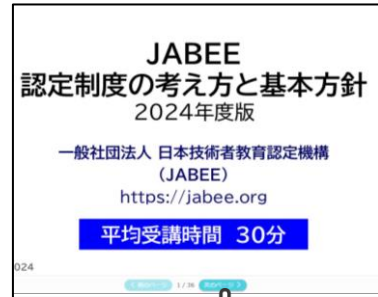 JABEE
認定制度の考え方と基本方針
2024年度版
一般社団法人 日本技術者教育認定機構
(JABEE)
https://jabee.org
平均受講時間 30分
024
1 / 36